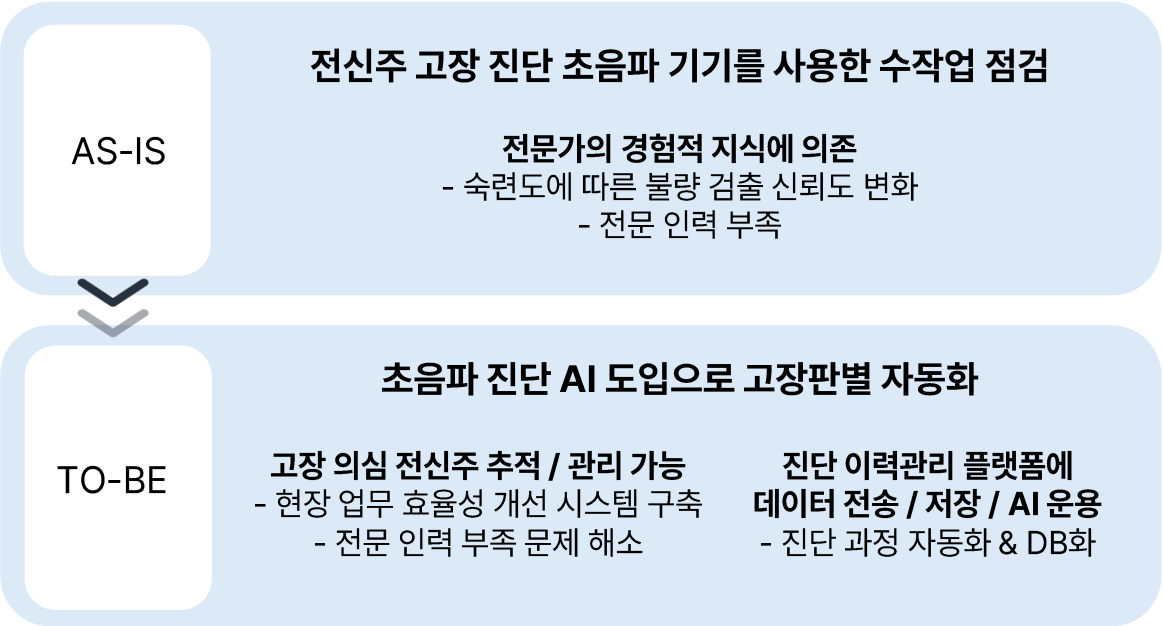 AS-IS
전신주 고장 진단 초음파 기기를 사용한 수작업 점검
전문가의 경험적 지식에 의존
- 숙련도에 따른 불량 검출 신뢰도 변화
- 전문 인력 부족
TO-BE
초음파 진단 AI 도입으로 고장판별 자동화
고장 의심 전신주 추적 / 관리 가능
- 현장 업무 효율성 개선 시스템 구축
- 전문 인력 부족 문제 해소
진단 이력관리 플랫폼에
데이터 전송 / 저장 / AI 운용
- 진단 과정 자동화 & DB화